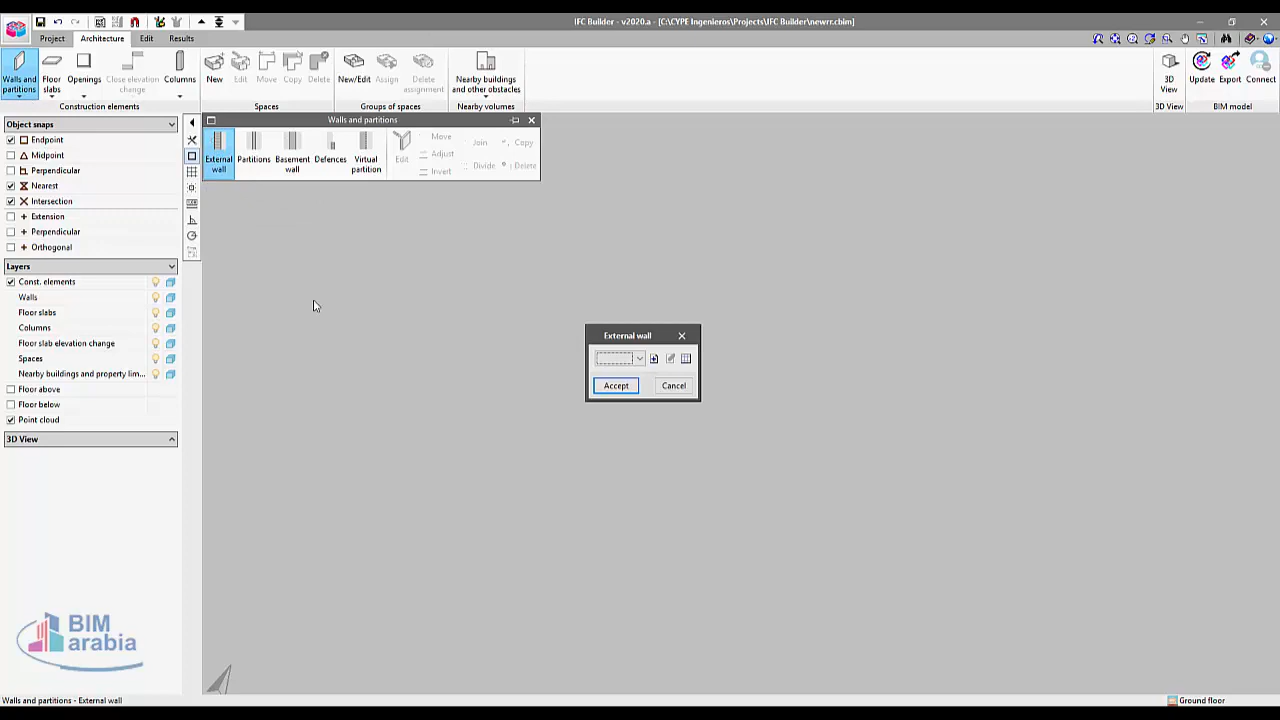 IFC Builder - v2020.a - [C:\CYPE Ingenieros\Projects\IFC Builder\newrr.cbim]
Project Architecture Edit Results
Walls and partitions
Floor slabs
Openings
Close elevation change
Columns
Construction elements
New Edit Move Copy Delete
Spaces
New/Edit Assign Delete assignment
Groups of spaces
Nearby buildings and other obstacles
Nearby volumes
3D View
3D View
Update Export Connect
BIM model
Object snaps
Endpoint
Midpoint
Perpendicular
Nearest
Intersection
Extension
Perpendicular
Orthogonal
Layers
Const. elements
Walls
Floor slabs
Columns
Floor slab elevation change
Spaces
Nearby buildings and property lim...
Floor above
Floor below
Point cloud
3D View
Walls and partitions
External wall
Partitions
Basement wall
Defences
Virtual partition
Edit
Move
Adjust
Invert
Join
Divide
Copy
Delete
External wall
Accept Cancel
BIM
arabia
Walls and partitions - External wall
Ground floor